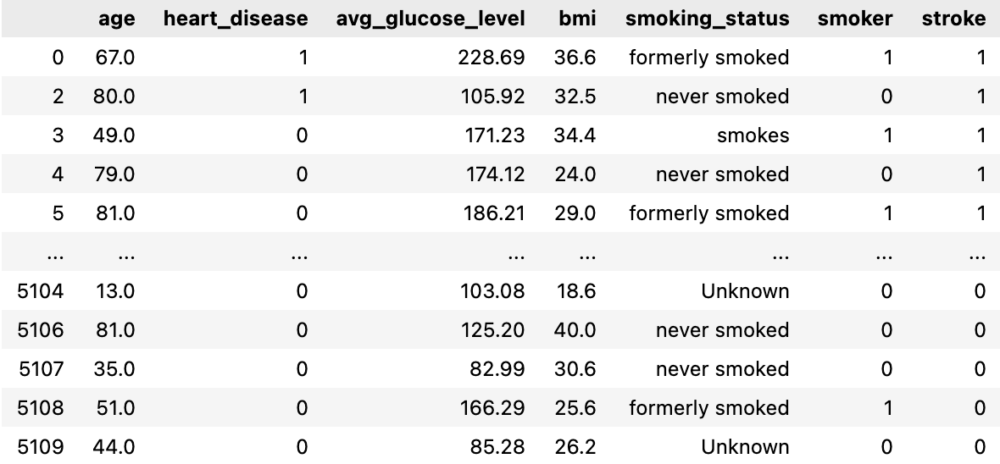 age heart_disease avg_glucose_level bmi smoking_status smoker stroke
0 67.0 1 228.69 36.6 formerly smoked 1 1
2 80.0 1 105.92 32.5 never smoked 0 1
3 49.0 0 171.23 34.4 smokes 1 1
4 79.0 0 174.12 24.0 never smoked 0 1
5 81.0 0 186.21 29.0 formerly smoked 1 1
... ... ... ... ... ... ... ...
5104 13.0 0 103.08 18.6 Unknown 0 0
5106 81.0 0 125.20 40.0 never smoked 0 0
5107 35.0 0 82.99 30.6 never smoked 0 0
5108 51.0 0 166.29 25.6 formerly smoked 1 0
5109 44.0 0 85.28 26.2 Unknown 0 0